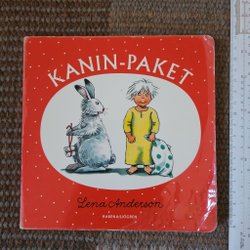 KANIN-PAKET
Lena Anderson
RABÉN & SJÖGREN